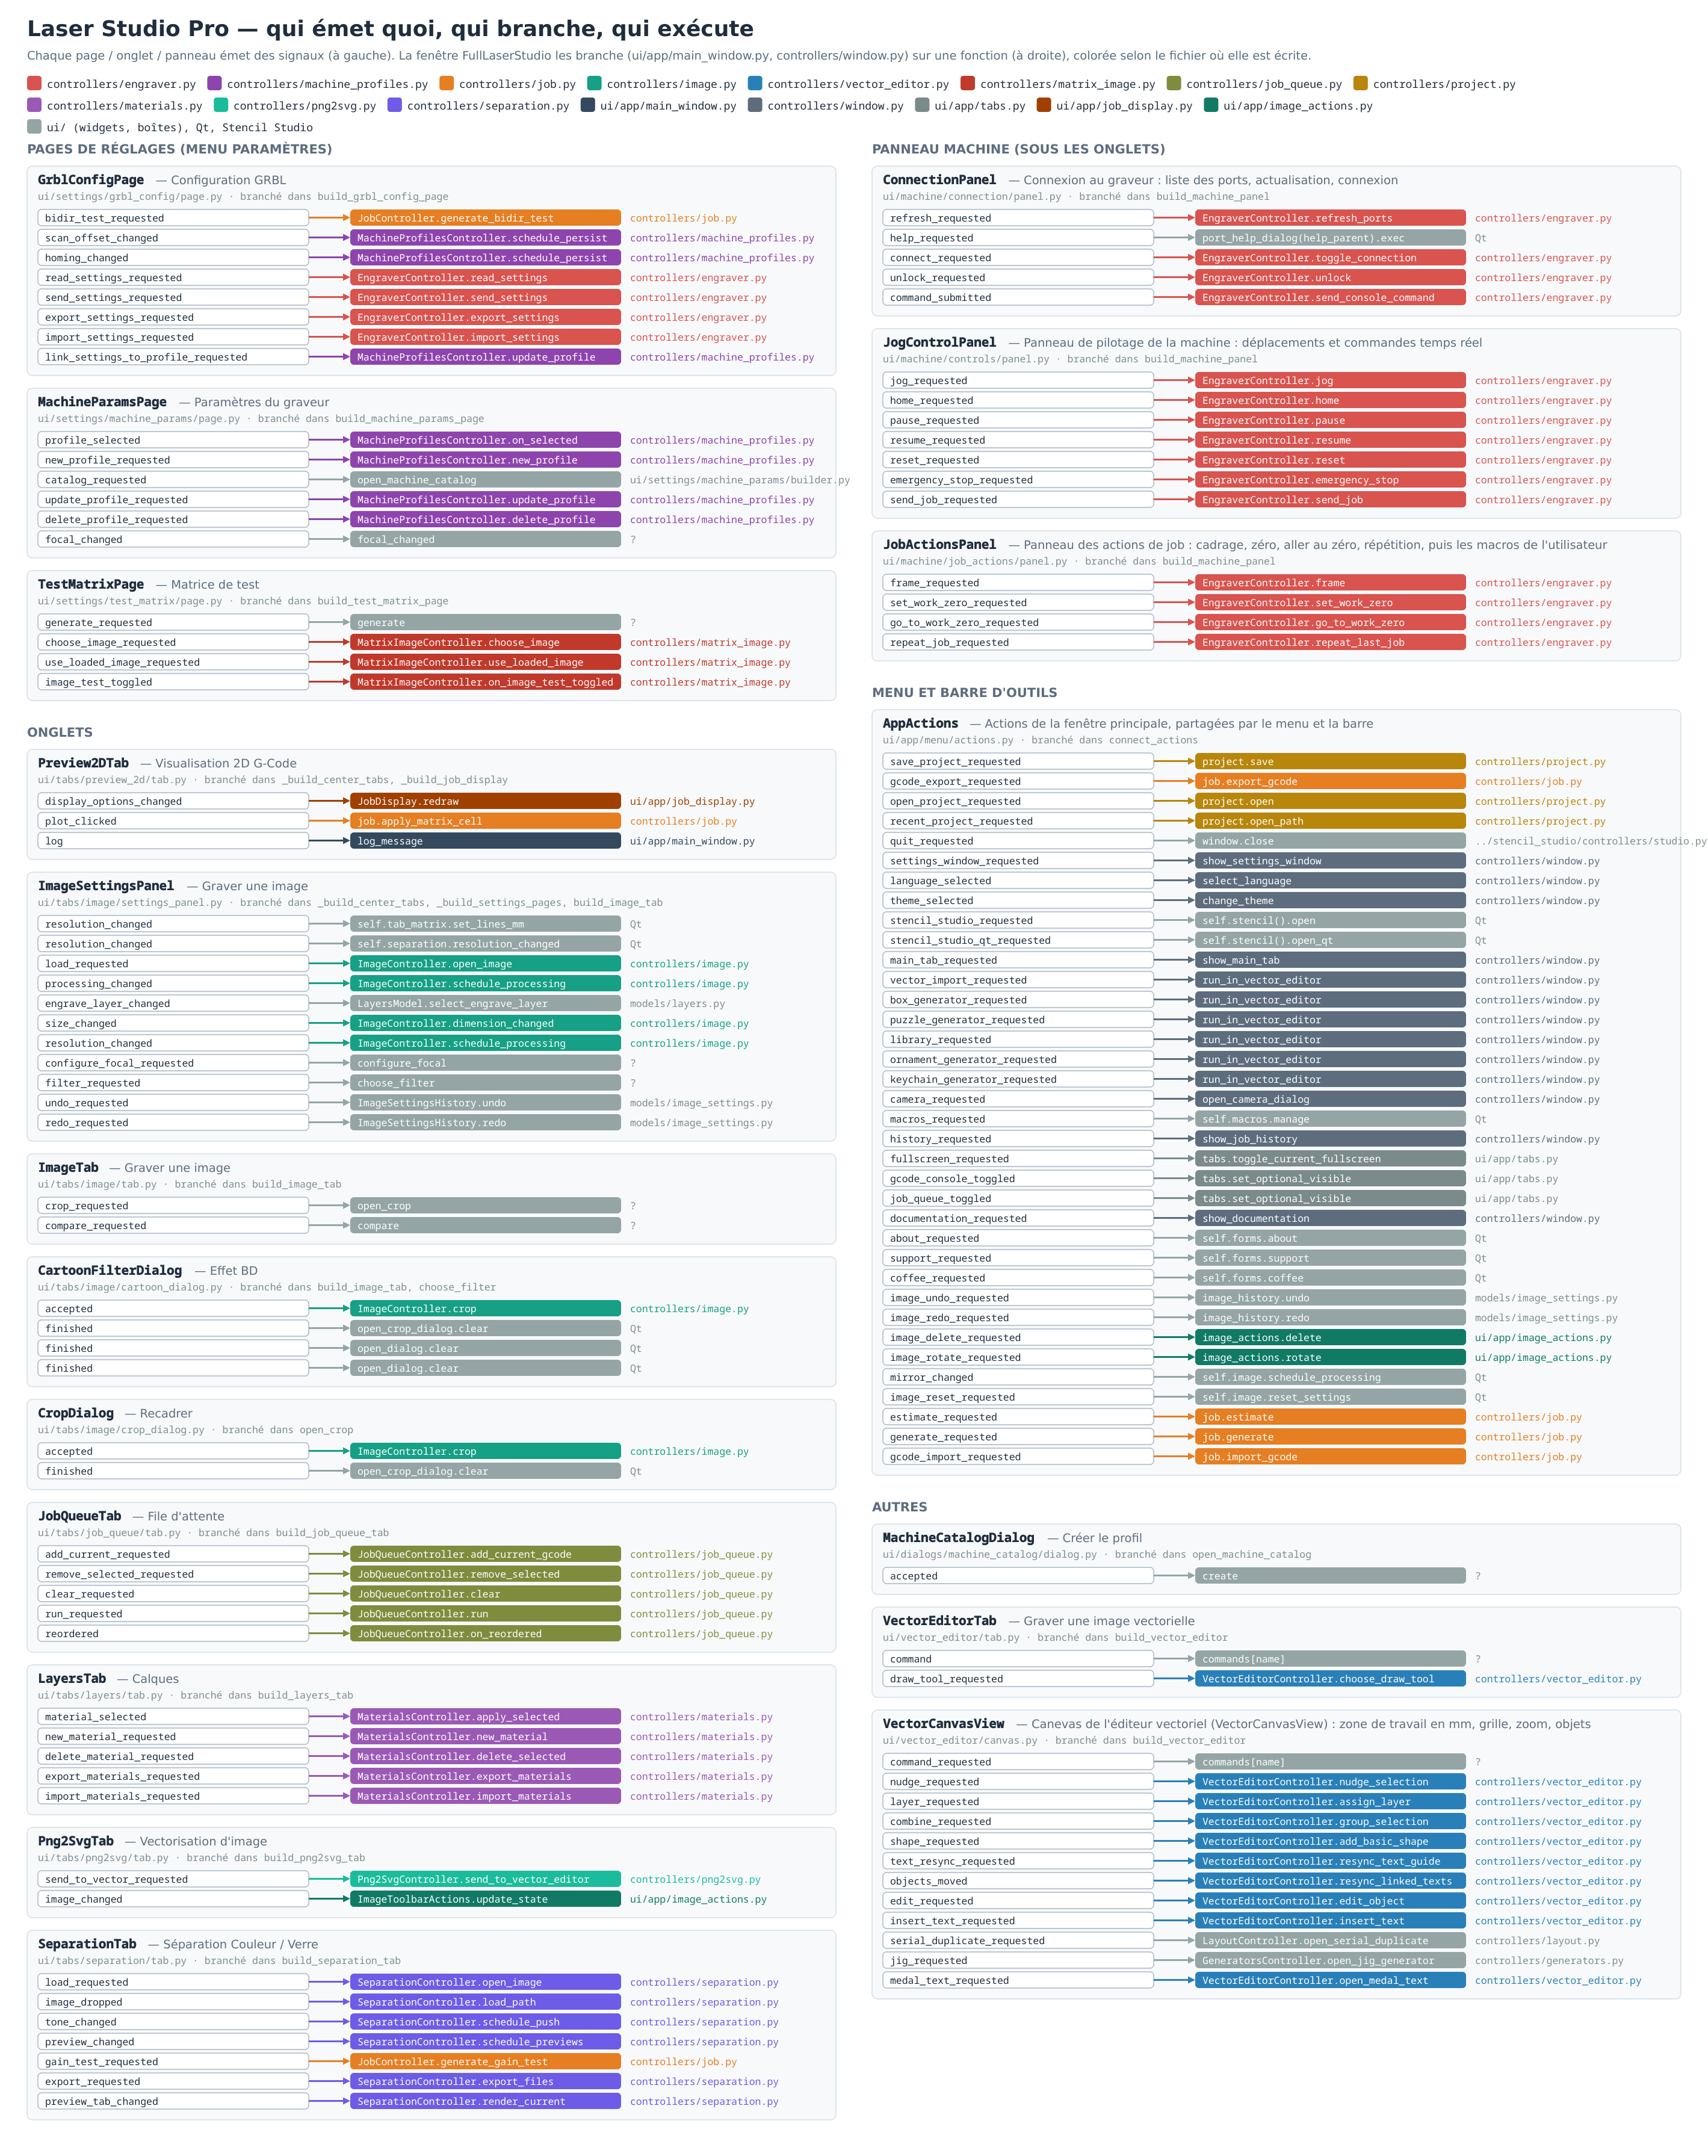 Laser Studio Pro — qui émet quoi, qui branche, qui exécute
Chaque page / onglet / panneau émet des signaux (à gauche). La fenêtre FullLaserStudio les branche (ui/app/main_window.py, controllers/window.py) sur une fonction (à droite), colorée selon le fichier où elle est écrite.
controllers/engraver.py controllers/machine_profiles.py controllers/job.py controllers/image.py controllers/vector_editor.py controllers/matrix_image.py controllers/job_queue.py controllers/project.py
controllers/materials.py controllers/png2svg.py controllers/separation.py ui/app/main_window.py controllers/window.py ui/app/tabs.py ui/app/job_display.py ui/app/image_actions.py
ui/ (widgets, boîtes), Qt, Stencil Studio
PAGES DE RÉGLAGES (MENU PARAMÈTRES)
GrblConfigPage — Configuration GRBL
ui/settings/grbl_config/page.py · branché dans build_grbl_config_page
bidir_test_requested JobController.generate_bidir_test controllers/job.py
scan_offset_changed MachineProfilesController.schedule_persist controllers/machine_profiles.py
homing_changed MachineProfilesController.schedule_persist controllers/machine_profiles.py
read_settings_requested EngraverController.read_settings controllers/engraver.py
send_settings_requested EngraverController.send_settings controllers/engraver.py
export_settings_requested EngraverController.export_settings controllers/engraver.py
import_settings_requested EngraverController.import_settings controllers/engraver.py
link_settings_to_profile_requested MachineProfilesController.update_profile controllers/machine_profiles.py
MachineParamsPage — Paramètres du graveur
ui/settings/machine_params/page.py · branché dans build_machine_params_page
profile_selected MachineProfilesController.on_selected controllers/machine_profiles.py
new_profile_requested MachineProfilesController.new_profile controllers/machine_profiles.py
catalog_requested open_machine_catalog ui/settings/machine_params/builder.py
update_profile_requested MachineProfilesController.update_profile controllers/machine_profiles.py
delete_profile_requested MachineProfilesController.delete_profile controllers/machine_profiles.py
focal_changed focal_changed ?
TestMatrixPage — Matrice de test
ui/settings/test_matrix/page.py · branché dans build_test_matrix_page
generate_requested generate ?
choose_image_requested MatrixImageController.choose_image controllers/matrix_image.py
use_loaded_image_requested MatrixImageController.use_loaded_image controllers/matrix_image.py
image_test_toggled MatrixImageController.on_image_test_toggled controllers/matrix_image.py
ONGLETS
Preview2DTab — Visualisation 2D G-Code
ui/tabs/preview_2d/tab.py · branché dans _build_center_tabs, _build_job_display
display_options_changed JobDisplay.redraw ui/app/job_display.py
plot_clicked job.apply_matrix_cell controllers/job.py
log log_message ui/app/main_window.py
ImageSettingsPanel — Graver une image
ui/tabs/image/settings_panel.py · branché dans _build_center_tabs, _build_settings_pages, build_image_tab
resolution_changed self.tab_matrix.set_lines_mm Qt
resolution_changed self.separation.resolution_changed Qt
load_requested ImageController.open_image controllers/image.py
processing_changed ImageController.schedule_processing controllers/image.py
engrave_layer_changed LayersModel.select_engrave_layer models/layers.py
size_changed ImageController.dimension_changed controllers/image.py
resolution_changed ImageController.schedule_processing controllers/image.py
configure_focal_requested configure_focal ?
filter_requested choose_filter ?
undo_requested ImageSettingsHistory.undo models/image_settings.py
redo_requested ImageSettingsHistory.redo models/image_settings.py
ImageTab — Graver une image
ui/tabs/image/tab.py · branché dans build_image_tab
crop_requested open_crop ?
compare_requested compare ?
CartoonFilterDialog — Effet BD
ui/tabs/image/cartoon_dialog.py · branché dans build_image_tab, choose_filter
accepted ImageController.crop controllers/image.py
finished open_crop_dialog.clear Qt
finished open_dialog.clear Qt
finished open_dialog.clear Qt
CropDialog — Recadrer
ui/tabs/image/crop_dialog.py · branché dans open_crop
accepted ImageController.crop controllers/image.py
finished open_crop_dialog.clear Qt
JobQueueTab — File d'attente
ui/tabs/job_queue/tab.py · branché dans build_job_queue_tab
add_current_requested JobQueueController.add_current_gcode controllers/job_queue.py
remove_selected_requested JobQueueController.remove_selected controllers/job_queue.py
clear_requested JobQueueController.clear controllers/job_queue.py
run_requested JobQueueController.run controllers/job_queue.py
reordered JobQueueController.on_reordered controllers/job_queue.py
LayersTab — Calques
ui/tabs/layers/tab.py · branché dans build_layers_tab
material_selected MaterialsController.apply_selected controllers/materials.py
new_material_requested MaterialsController.new_material controllers/materials.py
delete_material_requested MaterialsController.delete_selected controllers/materials.py
export_materials_requested MaterialsController.export_materials controllers/materials.py
import_materials_requested MaterialsController.import_materials controllers/materials.py
Png2SvgTab — Vectorisation d'image
ui/tabs/png2svg/tab.py · branché dans build_png2svg_tab
send_to_vector_requested Png2SvgController.send_to_vector_editor controllers/png2svg.py
image_changed ImageToolbarActions.update_state ui/app/image_actions.py
SeparationTab — Séparation Couleur / Verre
ui/tabs/separation/tab.py · branché dans build_separation_tab
load_requested SeparationController.open_image controllers/separation.py
image_dropped SeparationController.load_path controllers/separation.py
tone_changed SeparationController.schedule_push controllers/separation.py
preview_changed SeparationController.schedule_previews controllers/separation.py
gain_test_requested JobController.generate_gain_test controllers/job.py
export_requested SeparationController.export_files controllers/separation.py
preview_tab_changed SeparationController.render_current controllers/separation.py
PANNEAU MACHINE (SOUS LES ONGLETS)
ConnectionPanel — Connexion au graveur : liste des ports, actualisation, connexion
ui/machine/connection/panel.py · branché dans build_machine_panel
refresh_requested EngraverController.refresh_ports controllers/engraver.py
help_requested port_help_dialog(help_parent).exec Qt
connect_requested EngraverController.toggle_connection controllers/engraver.py
unlock_requested EngraverController.unlock controllers/engraver.py
command_submitted EngraverController.send_console_command controllers/engraver.py
JogControlPanel — Panneau de pilotage de la machine : déplacements et commandes temps réel
ui/machine/controls/panel.py · branché dans build_machine_panel
jog_requested EngraverController.jog controllers/engraver.py
home_requested EngraverController.home controllers/engraver.py
pause_requested EngraverController.pause controllers/engraver.py
resume_requested EngraverController.resume controllers/engraver.py
reset_requested EngraverController.reset controllers/engraver.py
emergency_stop_requested EngraverController.emergency_stop controllers/engraver.py
send_job_requested EngraverController.send_job controllers/engraver.py
JobActionsPanel — Panneau des actions de job : cadrage, zéro, aller au zéro, répétition, puis les macros de l'utilisateur
ui/machine/job_actions/panel.py · branché dans build_machine_panel
frame_requested EngraverController.frame controllers/engraver.py
set_work_zero_requested EngraverController.set_work_zero controllers/engraver.py
go_to_work_zero_requested EngraverController.go_to_work_zero controllers/engraver.py
repeat_job_requested EngraverController.repeat_last_job controllers/engraver.py
MENU ET BARRE D'OUTILS
AppActions — Actions de la fenêtre principale, partagées par le menu et la barre
ui/app/menu/actions.py · branché dans connect_actions
save_project_requested project.save controllers/project.py
gcode_export_requested job.export_gcode controllers/job.py
open_project_requested project.open controllers/project.py
recent_project_requested project.open_path controllers/project.py
quit_requested window.close ../stencil_studio/controllers/studio.py
settings_window_requested show_settings_window controllers/window.py
language_selected select_language controllers/window.py
theme_selected change_theme controllers/window.py
stencil_studio_requested self.stencil().open Qt
stencil_studio_qt_requested self.stencil().open_qt Qt
main_tab_requested show_main_tab controllers/window.py
vector_import_requested run_in_vector_editor controllers/window.py
box_generator_requested run_in_vector_editor controllers/window.py
puzzle_generator_requested run_in_vector_editor controllers/window.py
library_requested run_in_vector_editor controllers/window.py
ornament_generator_requested run_in_vector_editor controllers/window.py
keychain_generator_requested run_in_vector_editor controllers/window.py
camera_requested open_camera_dialog controllers/window.py
macros_requested self.macros.manage Qt
history_requested show_job_history controllers/window.py
fullscreen_requested tabs.toggle_current_fullscreen ui/app/tabs.py
gcode_console_toggled tabs.set_optional_visible ui/app/tabs.py
job_queue_toggled tabs.set_optional_visible ui/app/tabs.py
documentation_requested show_documentation controllers/window.py
about_requested self.forms.about Qt
support_requested self.forms.support Qt
coffee_requested self.forms.coffee Qt
image_undo_requested image_history.undo models/image_settings.py
image_redo_requested image_history.redo models/image_settings.py
image_delete_requested image_actions.delete ui/app/image_actions.py
image_rotate_requested image_actions.rotate ui/app/image_actions.py
mirror_changed self.image.schedule_processing Qt
image_reset_requested self.image.reset_settings Qt
estimate_requested job.estimate controllers/job.py
generate_requested job.generate controllers/job.py
gcode_import_requested job.import_gcode controllers/job.py
AUTRES
MachineCatalogDialog — Créer le profil
ui/dialogs/machine_catalog/dialog.py · branché dans open_machine_catalog
accepted create ?
VectorEditorTab — Graver une image vectorielle
ui/vector_editor/tab.py · branché dans build_vector_editor
command commands[name] ?
draw_tool_requested VectorEditorController.choose_draw_tool controllers/vector_editor.py
VectorCanvasView — Canevas de l'éditeur vectoriel (VectorCanvasView) : zone de travail en mm, grille, zoom, objets
ui/vector_editor/canvas.py · branché dans build_vector_editor
command_requested commands[name] ?
nudge_requested VectorEditorController.nudge_selection controllers/vector_editor.py
layer_requested VectorEditorController.assign_layer controllers/vector_editor.py
combine_requested VectorEditorController.group_selection controllers/vector_editor.py
shape_requested VectorEditorController.add_basic_shape controllers/vector_editor.py
text_resync_requested VectorEditorController.resync_text_guide controllers/vector_editor.py
objects_moved VectorEditorController.resync_linked_texts controllers/vector_editor.py
edit_requested VectorEditorController.edit_object controllers/vector_editor.py
insert_text_requested VectorEditorController.insert_text controllers/vector_editor.py
serial_duplicate_requested LayoutController.open_serial_duplicate controllers/layout.py
jig_requested GeneratorsController.open_jig_generator controllers/generators.py
medal_text_requested VectorEditorController.open_medal_text controllers/vector_editor.py